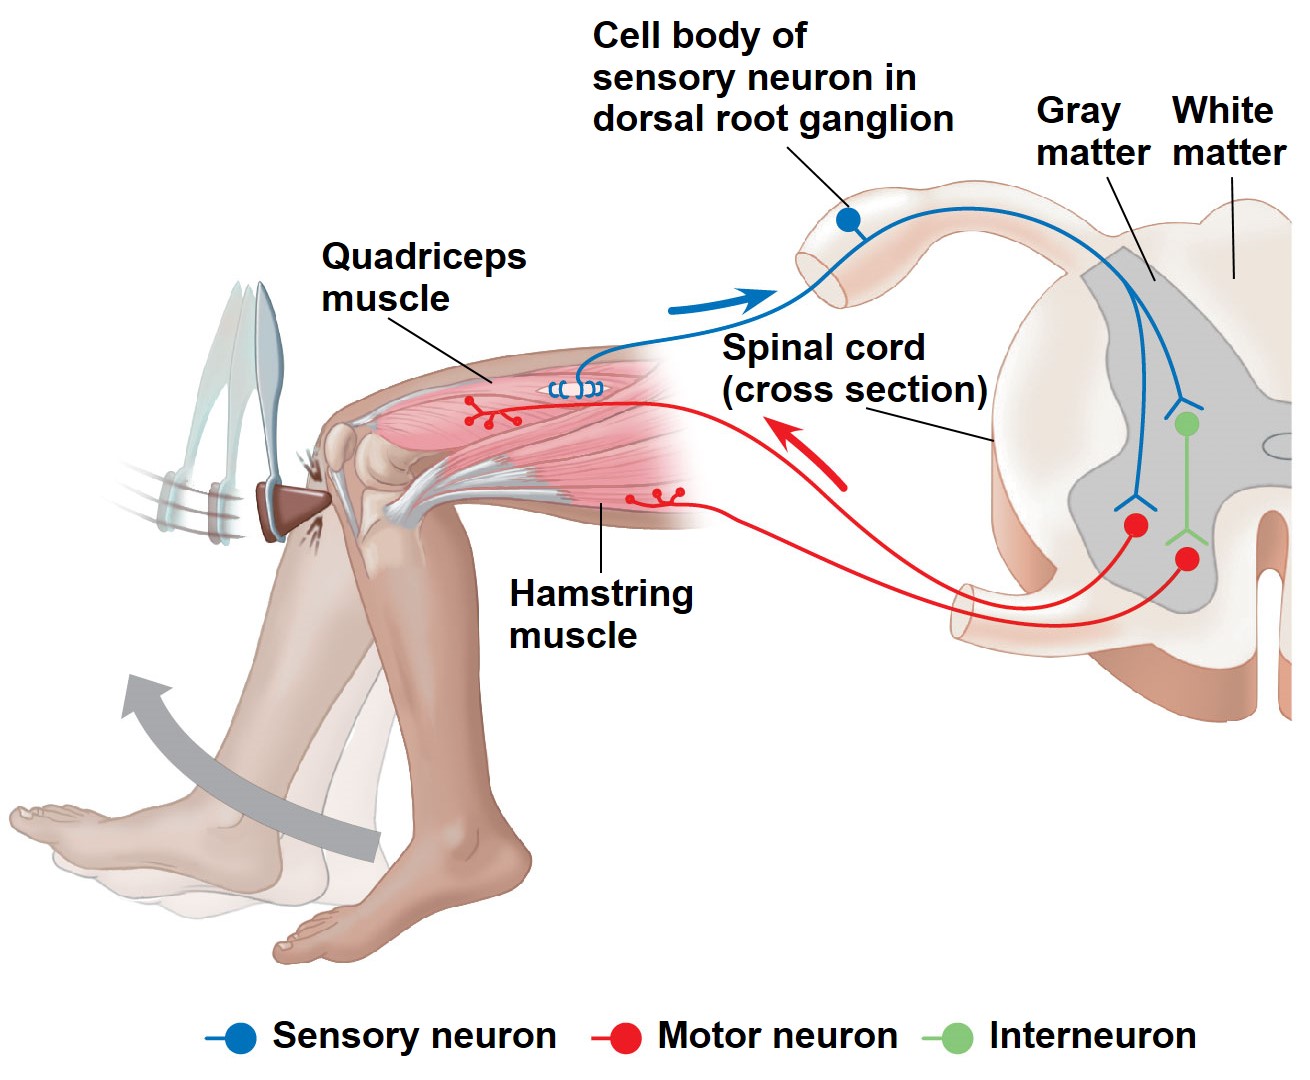 Cell body of
sensory neuron in
dorsal root ganglion
Gray
matter
White
matter
Quadriceps
muscle
Spinal cord
(cross section)
Hamstring
muscle
Sensory neuron
Motor neuron
Interneuron